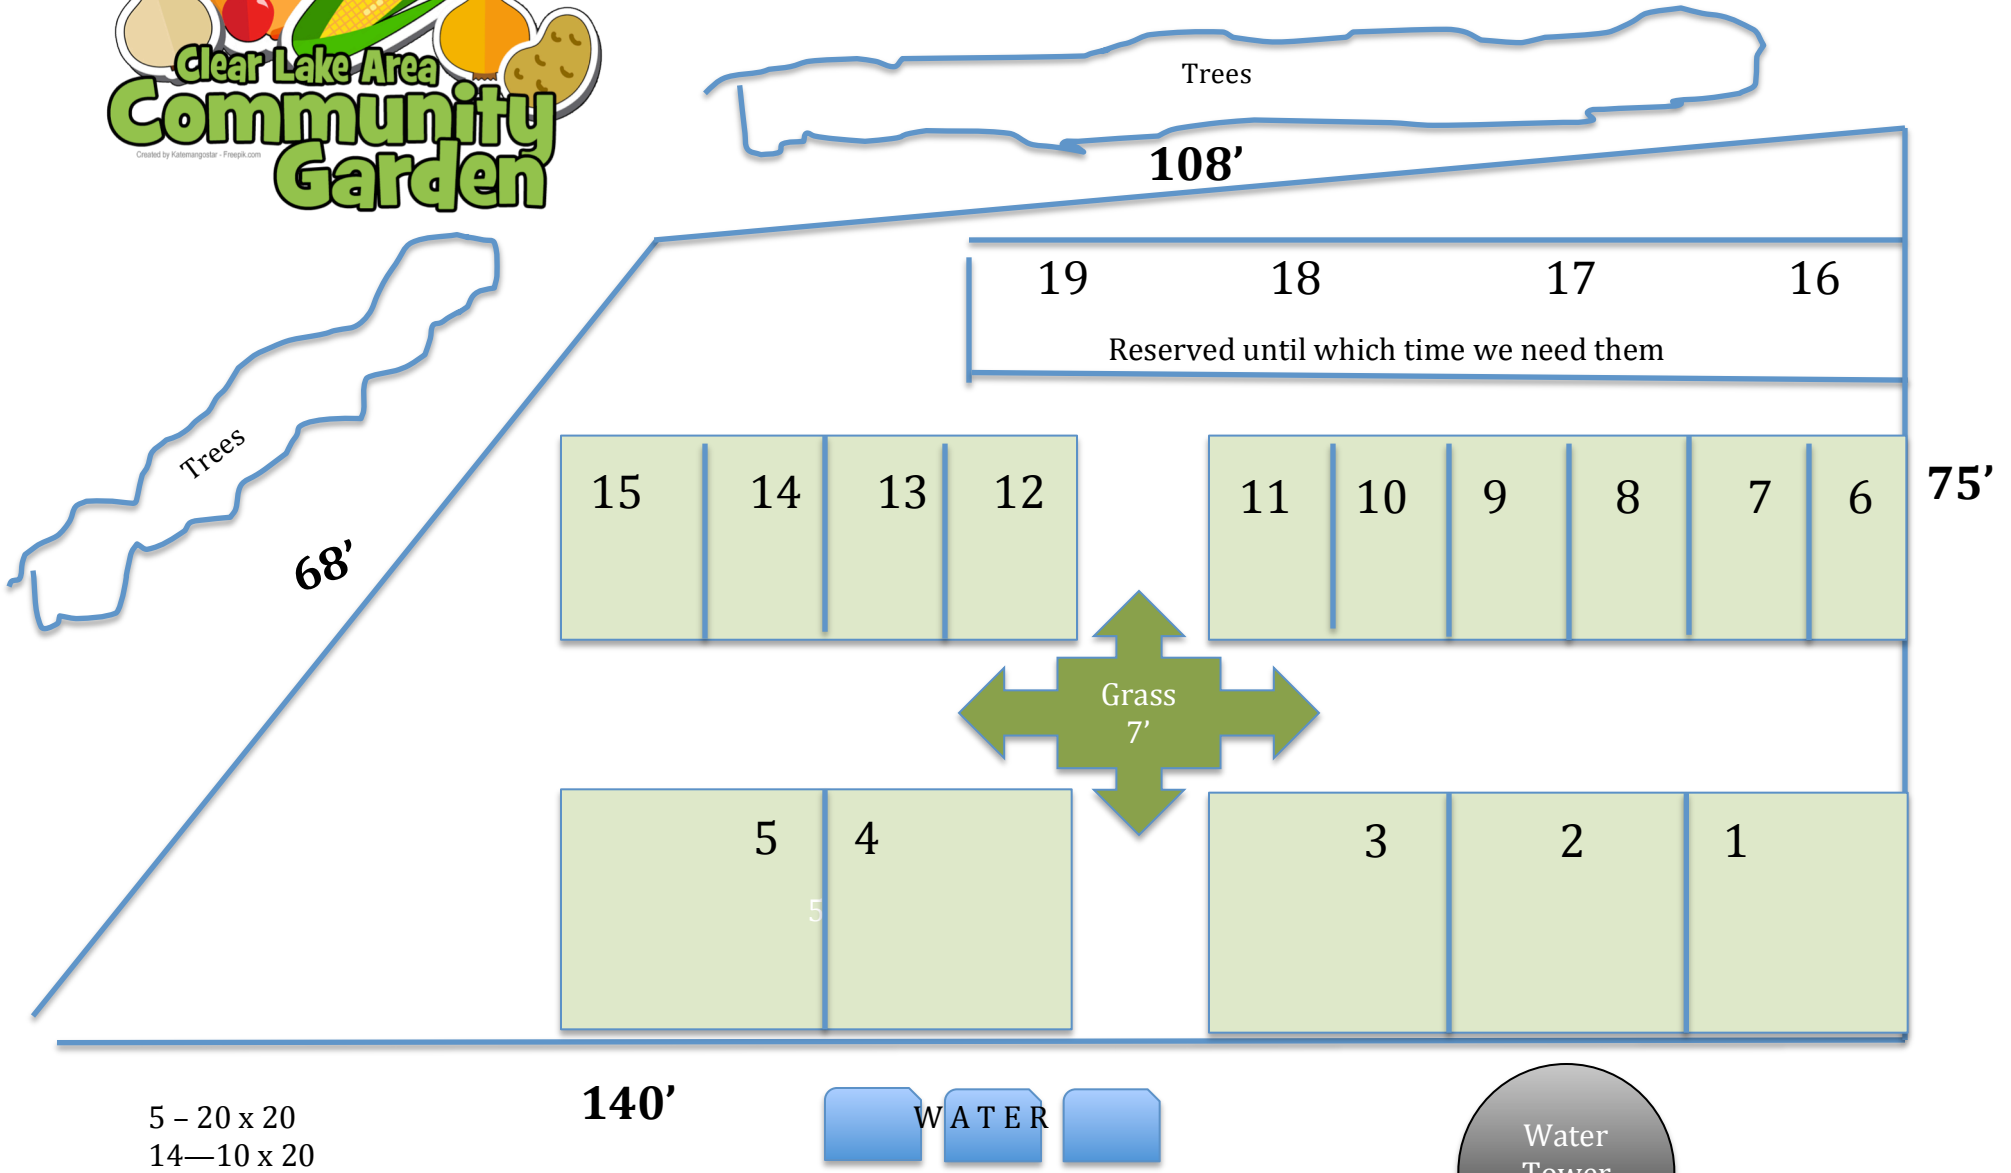 Clear Lake Area
Community
Garden
Created by Katemangostar - Freepik.com
Trees
108’
19 18 17 16
Reserved until which time we need them
Trees
68’
15 14 13 12 11 10 9 8 7 6
75’
Grass
7’
5 4 3 2 1
5
140’
W A T E R
5 – 20 x 20
14—10 x 20
Water
Tower